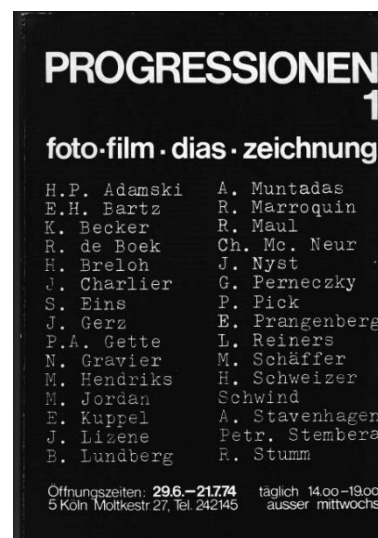 PROGRESSIONEN
1
foto·film·dias·zeichnung
H.P. Adamski
E.H. Bartz
K. Becker
R. de Boek
H. Breloh
J. Charlier
S. Eins
J. Gerz
P.A. Gette
N. Gravier
M. Hendriks
M. Jordan
E. Kuppel
J. Lizene
B. Lundberg
A. Muntadas
R. Marroquin
R. Maul
Ch. Mc. Neur
J. Nyst
G. Perneczky
P. Pick
E. Prangenberg
L. Reiners
M. Schäffer
H. Schweizer
Schwind
A. Stavenhagen
Petr. Stembera
R. Stumm
Öffnungszeiten: 29.6.–21.7.74 täglich 14.00–19.00
5 Köln Moltkestr. 27, Tel. 242145 ausser mittwochs